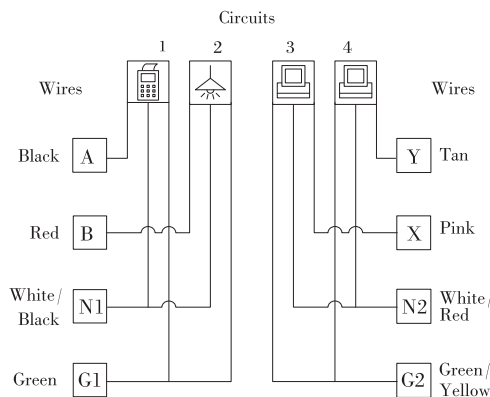 Circuits
1 2 3 4
Wires Wires
Black A Y Tan
Red B X Pink
White/
Black
N1 N2 White/
Red
Green G1 G2 Green/
Yellow